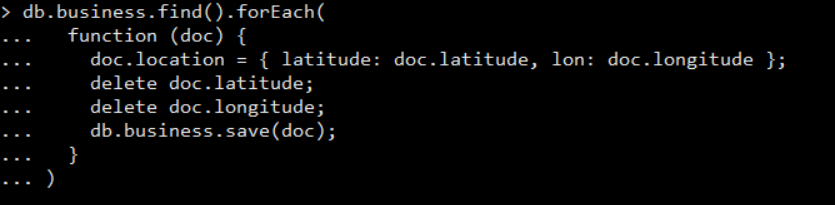 > db.business.find().forEach(
...   function (doc) {
...     doc.location = { latitude: doc.latitude, lon: doc.longitude };
...     delete doc.latitude;
...     delete doc.longitude;
...     db.business.save(doc);
...   }
... )